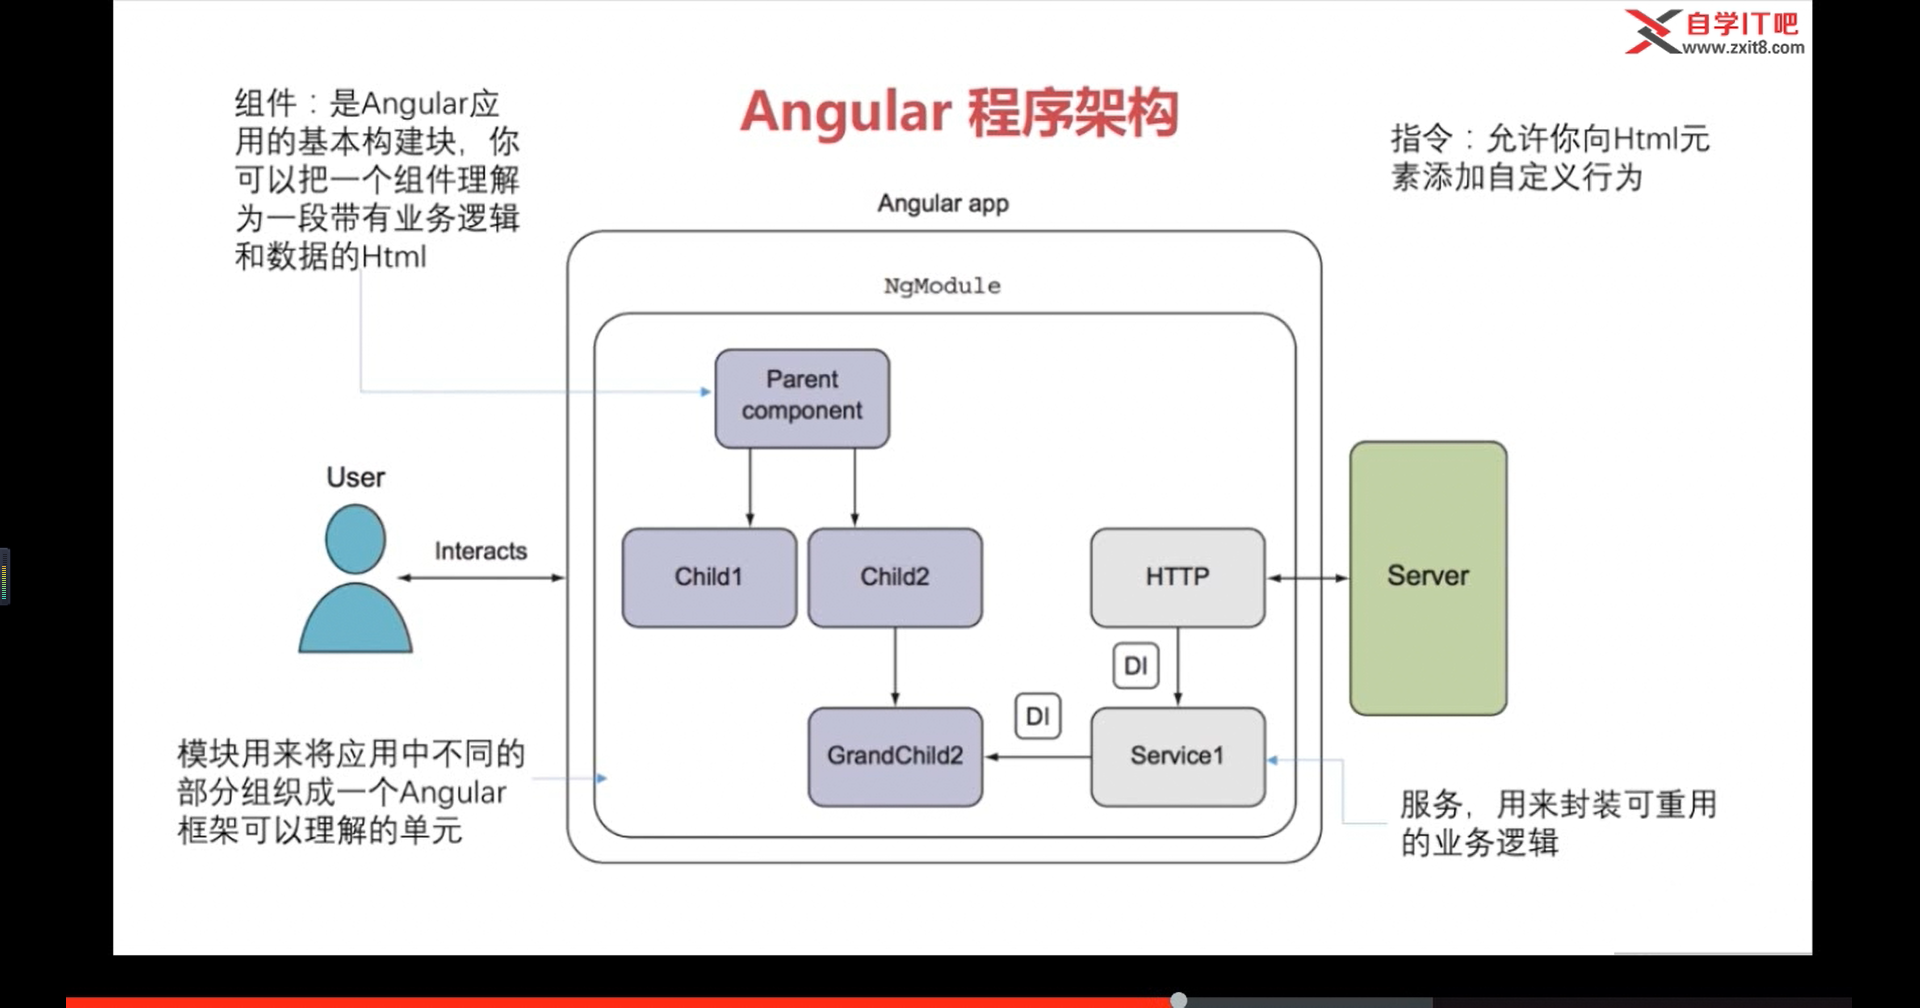 自学IT吧
www.zxit8.com
Angular 程序架构
组件：是Angular应
用的基本构建块，你
可以把一个组件理解
为一段带有业务逻辑
和数据的Html
指令：允许你向Html元
素添加自定义行为
Angular app
NgModule
Parent
component
User
Interacts
Child1
Child2
HTTP
Server
DI
DI
GrandChild2
Service1
模块用来将应用中不同的
部分组织成一个Angular
框架可以理解的单元
服务，用来封装可重用
的业务逻辑